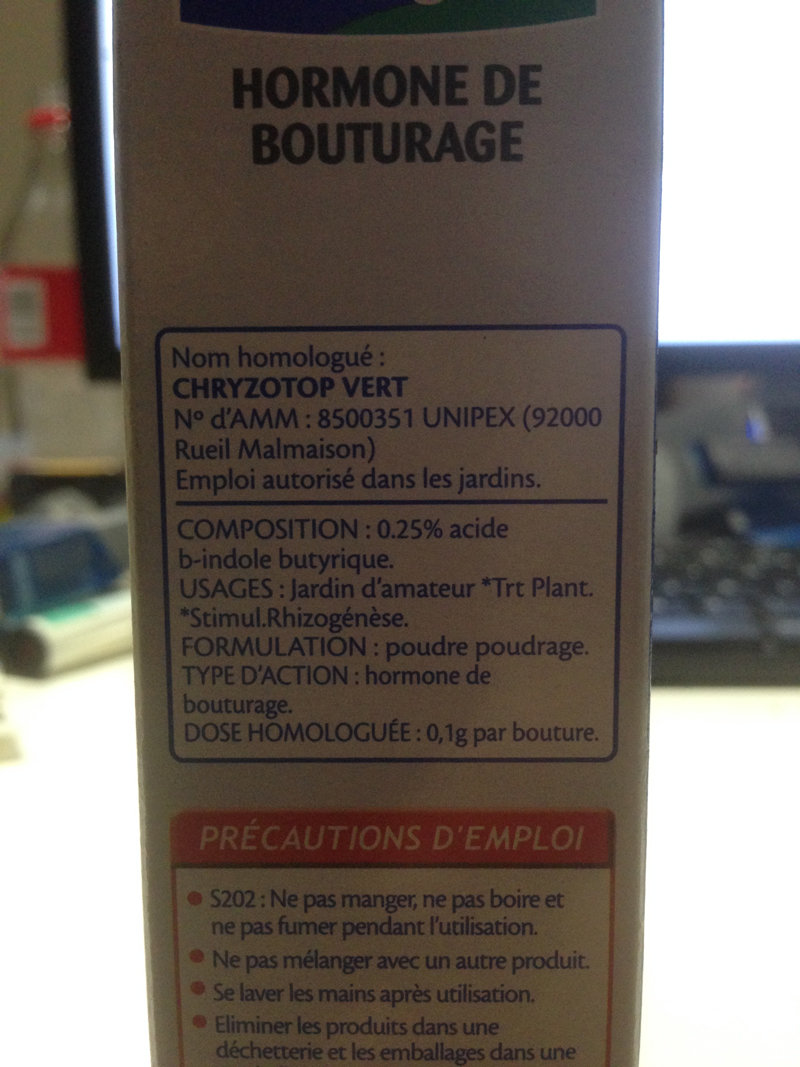 HORMONE DE
BOUTURAGE
Nom homologué :
CHRYZOTOP VERT
Nº d'AMM : 8500351 UNIPEX (92000
Rueil Malmaison)
Emploi autorisé dans les jardins.
COMPOSITION : 0.25% acide
b-indole butyrique.
USAGES : Jardin d'amateur *Trt Plant.
*Stimul.Rhizogénèse.
FORMULATION : poudre poudrage.
TYPE D'ACTION : hormone de
bouturage.
DOSE HOMOLOGUÉE : 0,1g par bouture.
PRÉCAUTIONS D'EMPLOI
• S202 : Ne pas manger, ne pas boire et
ne pas fumer pendant l'utilisation.
• Ne pas mélanger avec un autre produit.
• Se laver les mains après utilisation.
• Eliminer les produits dans une
déchetterie et les emballages dans une